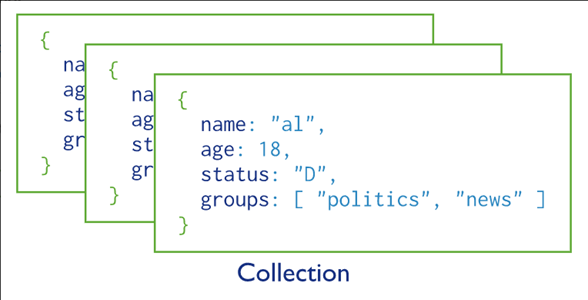 {
na
ag
st
gr
}
{
na
ag
st
gr
}
{
name: "al",
age: 18,
status: "D",
groups: [ "politics", "news" ]
}
Collection